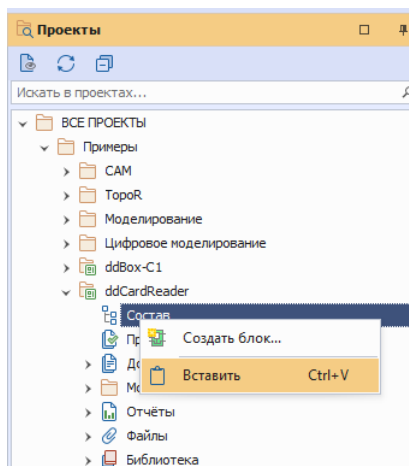 Проекты
Искать в проектах...
ВСЕ ПРОЕКТЫ
Примеры
CAM
TopoR
Моделирование
Цифровое моделирование
ddBox-C1
ddCardReader
Состав
Создать блок...
Вставить Ctrl+V
Отчёты
Файлы
Библиотека